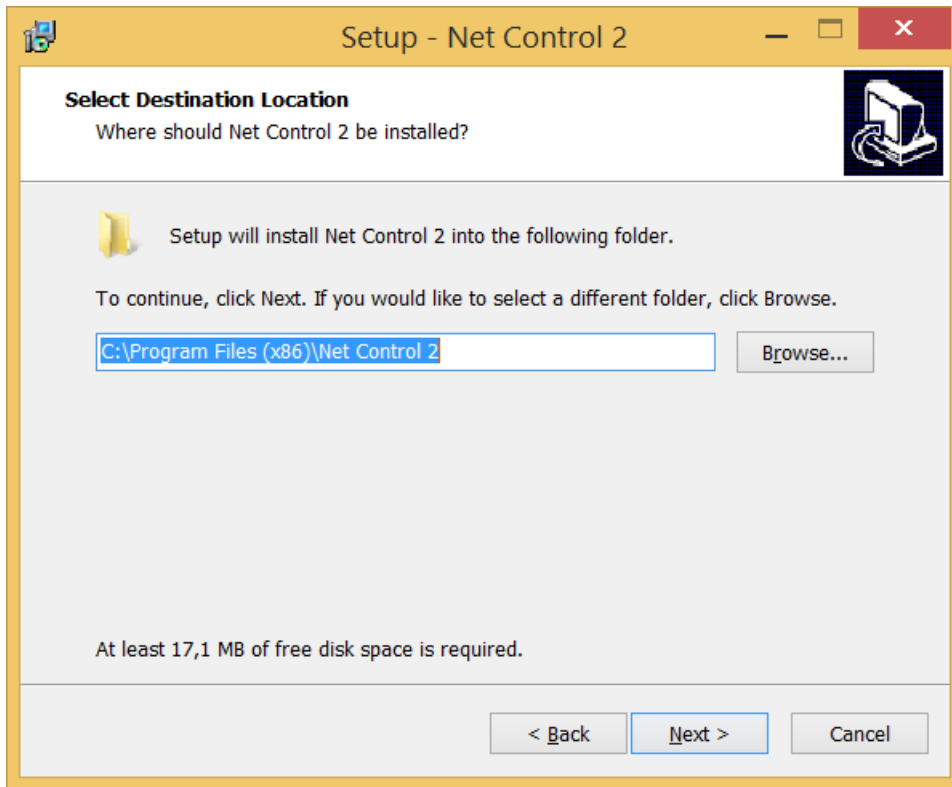 Setup - Net Control 2
Select Destination Location
Where should Net Control 2 be installed?
Setup will install Net Control 2 into the following folder.
To continue, click Next. If you would like to select a different folder, click Browse.
C:\Program Files (x86)\Net Control 2
Browse...
At least 17,1 MB of free disk space is required.
< Back
Next >
Cancel